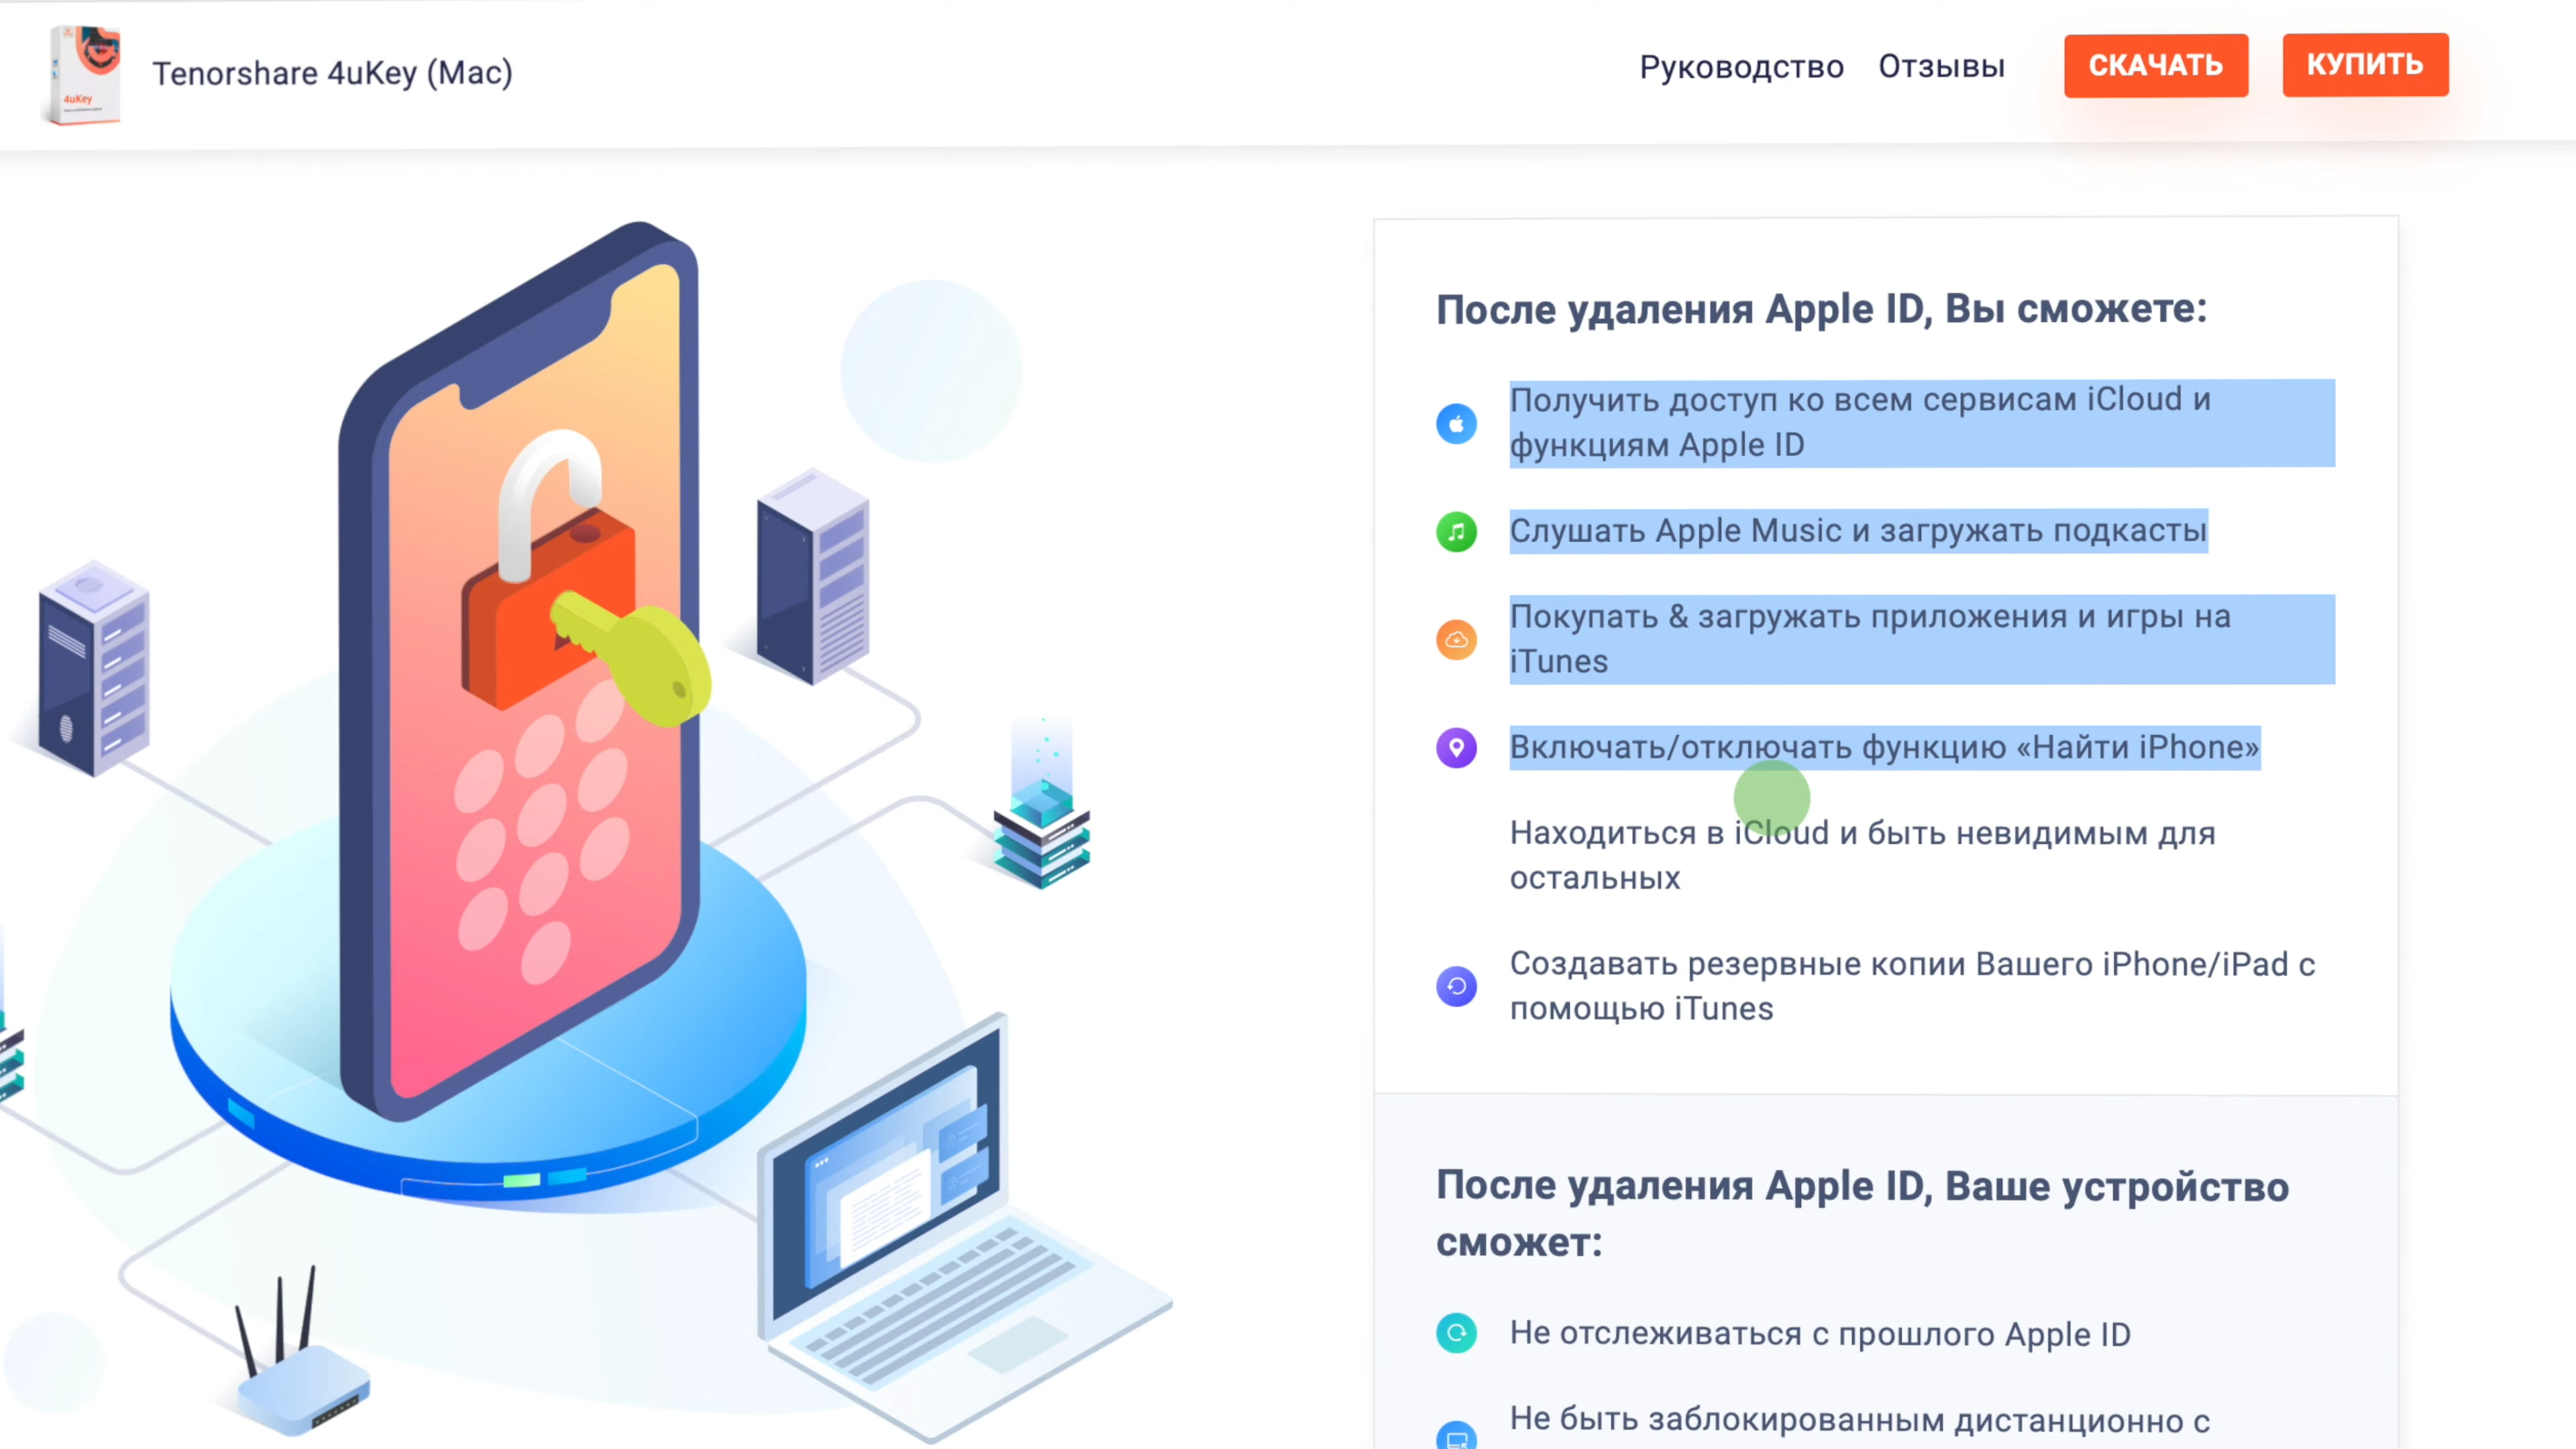 4uKey
Tenorshare 4uKey (Mac)
Руководство
Отзывы
СКАЧАТЬ
КУПИТЬ
После удаления Apple ID, Вы сможете:
Получить доступ ко всем сервисам iCloud и
функциям Apple ID
Слушать Apple Music и загружать подкасты
Покупать & загружать приложения и игры на
iTunes
Включать/отключать функцию «Найти iPhone»
Находиться в iCloud и быть невидимым для
остальных
Создавать резервные копии Вашего iPhone/iPad с
помощью iTunes
После удаления Apple ID, Ваше устройство
сможет:
Не отслеживаться с прошлого Apple ID
Не быть заблокированным дистанционно с